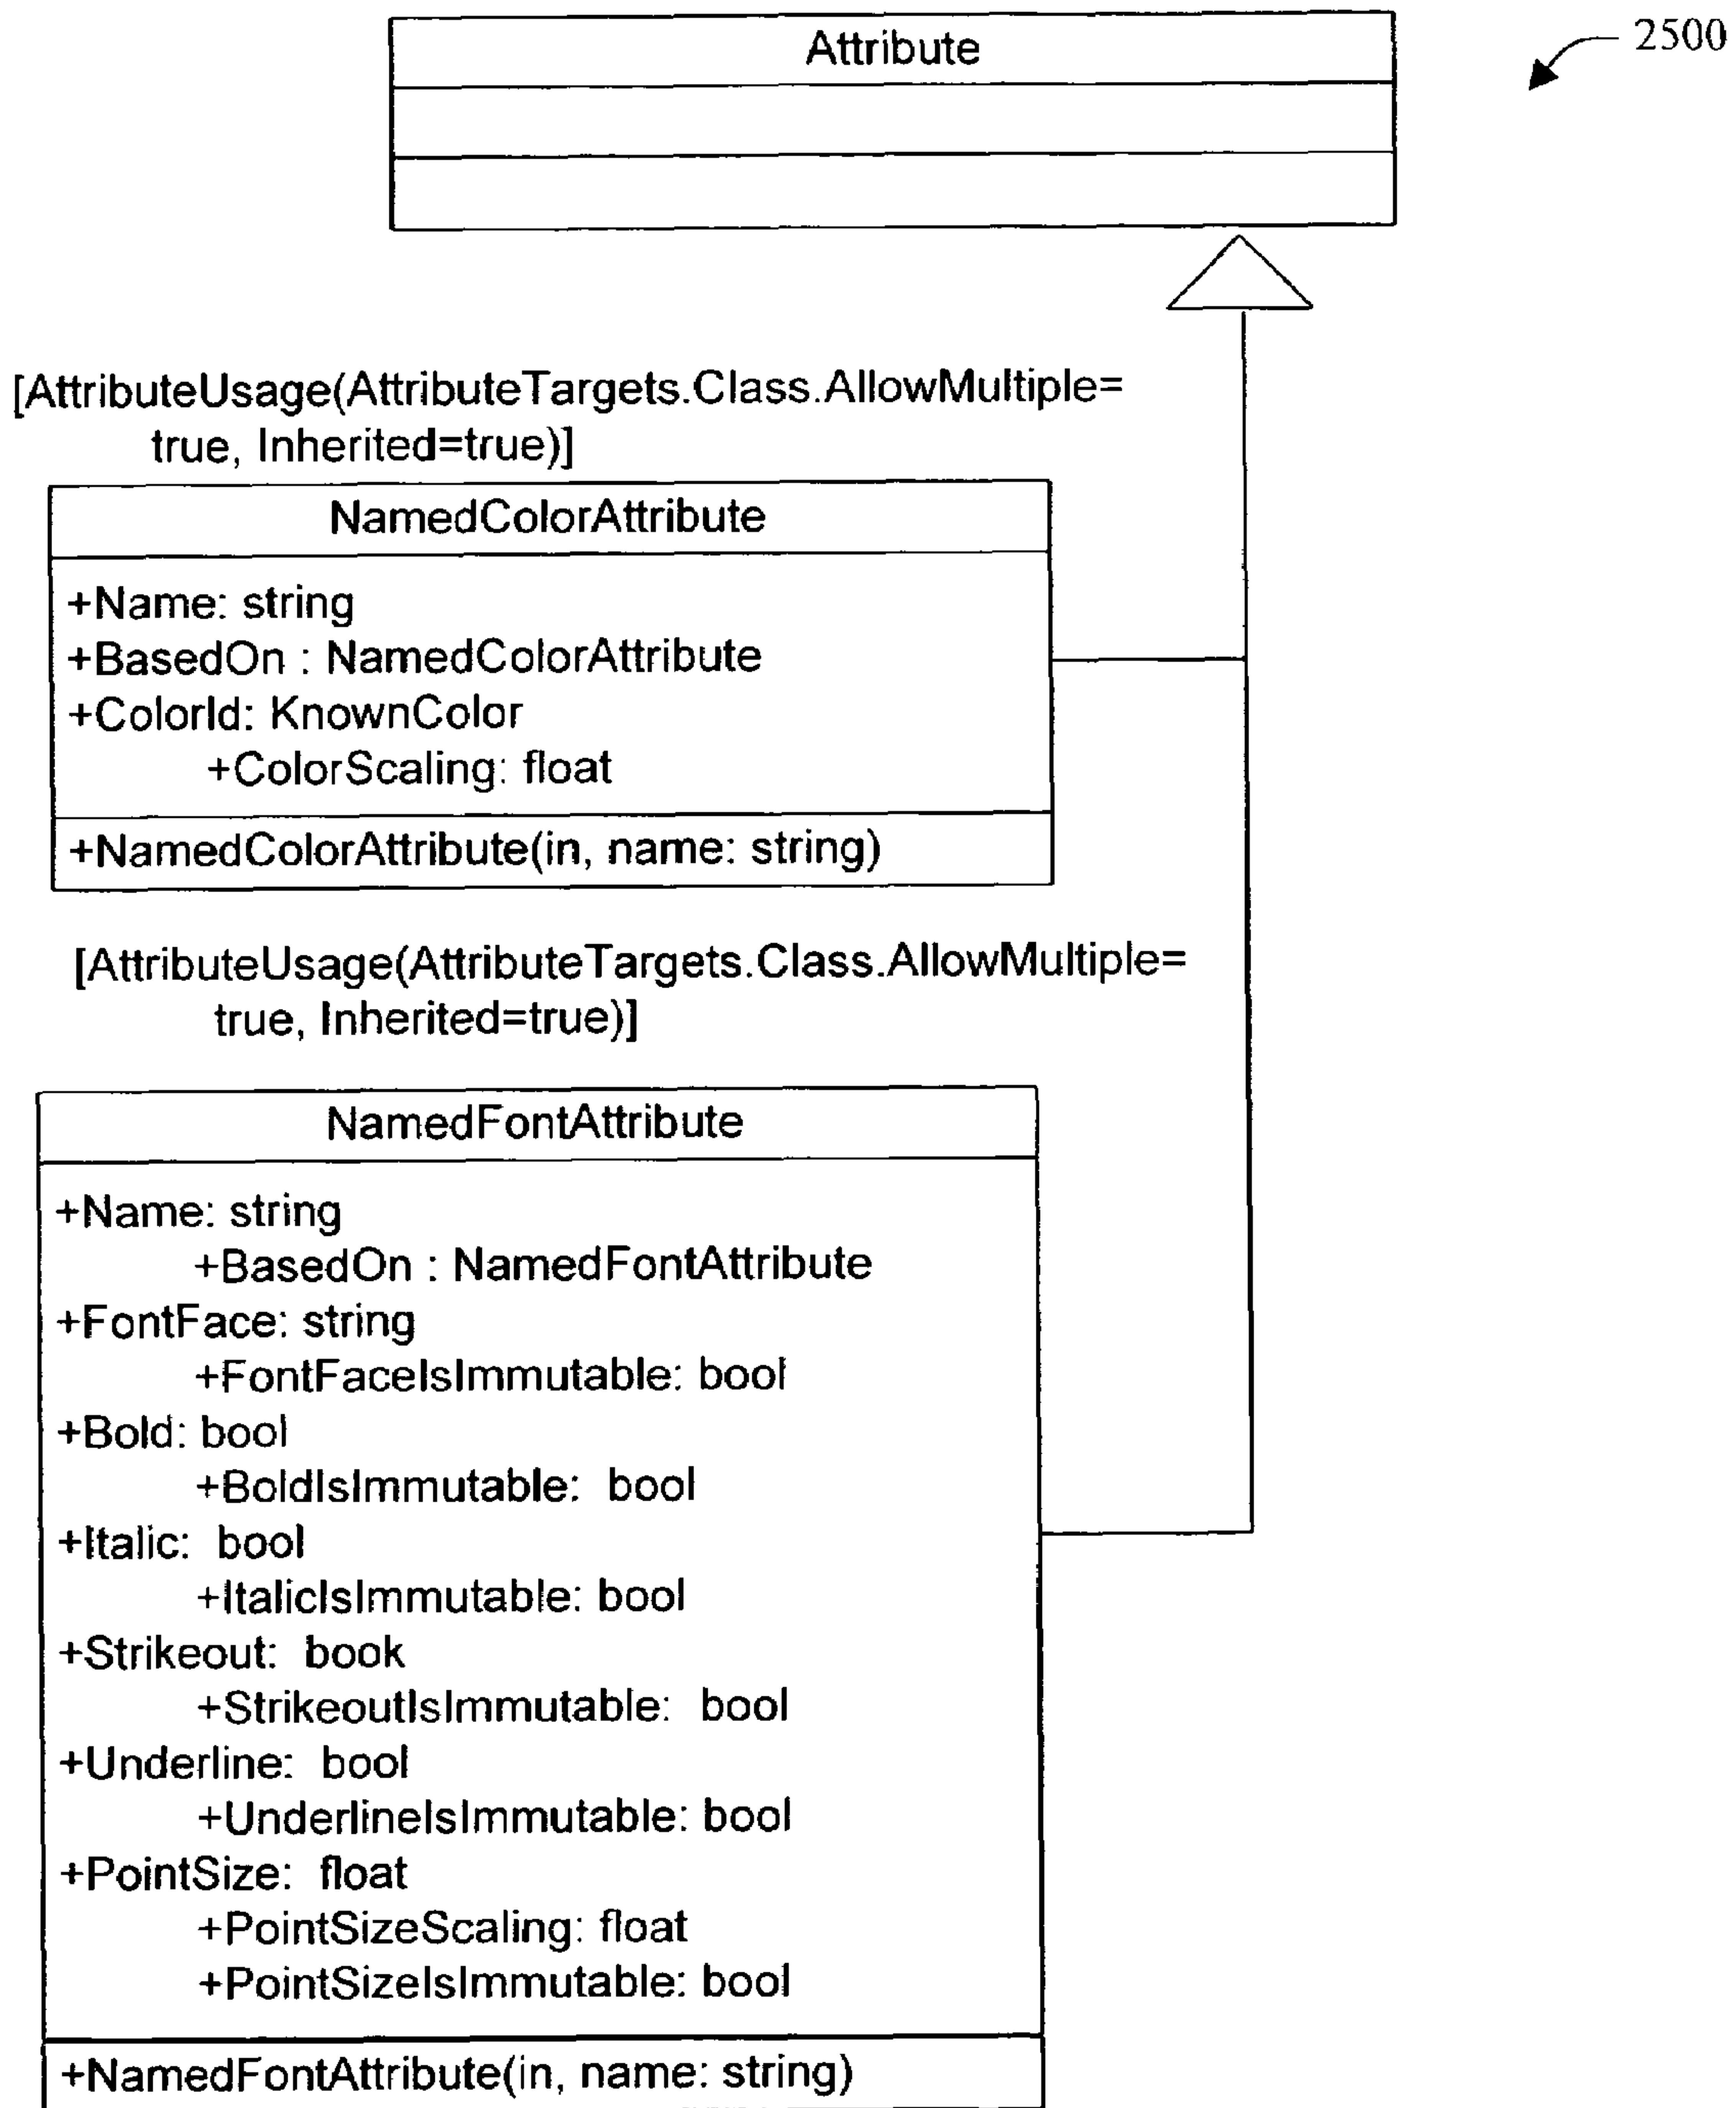 Attribute
2500
[AttributeUsage(AttributeTargets.Class.AllowMultiple=
true, Inherited=true)]
NamedColorAttribute
+Name: string
+BasedOn : NamedColorAttribute
+ColorId: KnownColor
+ColorScaling: float
+NamedColorAttribute(in, name: string)
[AttributeUsage(AttributeTargets.Class.AllowMultiple=
true, Inherited=true)]
NamedFontAttribute
+Name: string
+BasedOn : NamedFontAttribute
+FontFace: string
+FontFaceIsImmutable: bool
+Bold: bool
+BoldIsImmutable: bool
+Italic: bool
+ItalicIsImmutable: bool
+Strikeout: book
+StrikeoutIsImmutable: bool
+Underline: bool
+UnderlineIsImmutable: bool
+PointSize: float
+PointSizeScaling: float
+PointSizeIsImmutable: bool
+NamedFontAttribute(in, name: string)